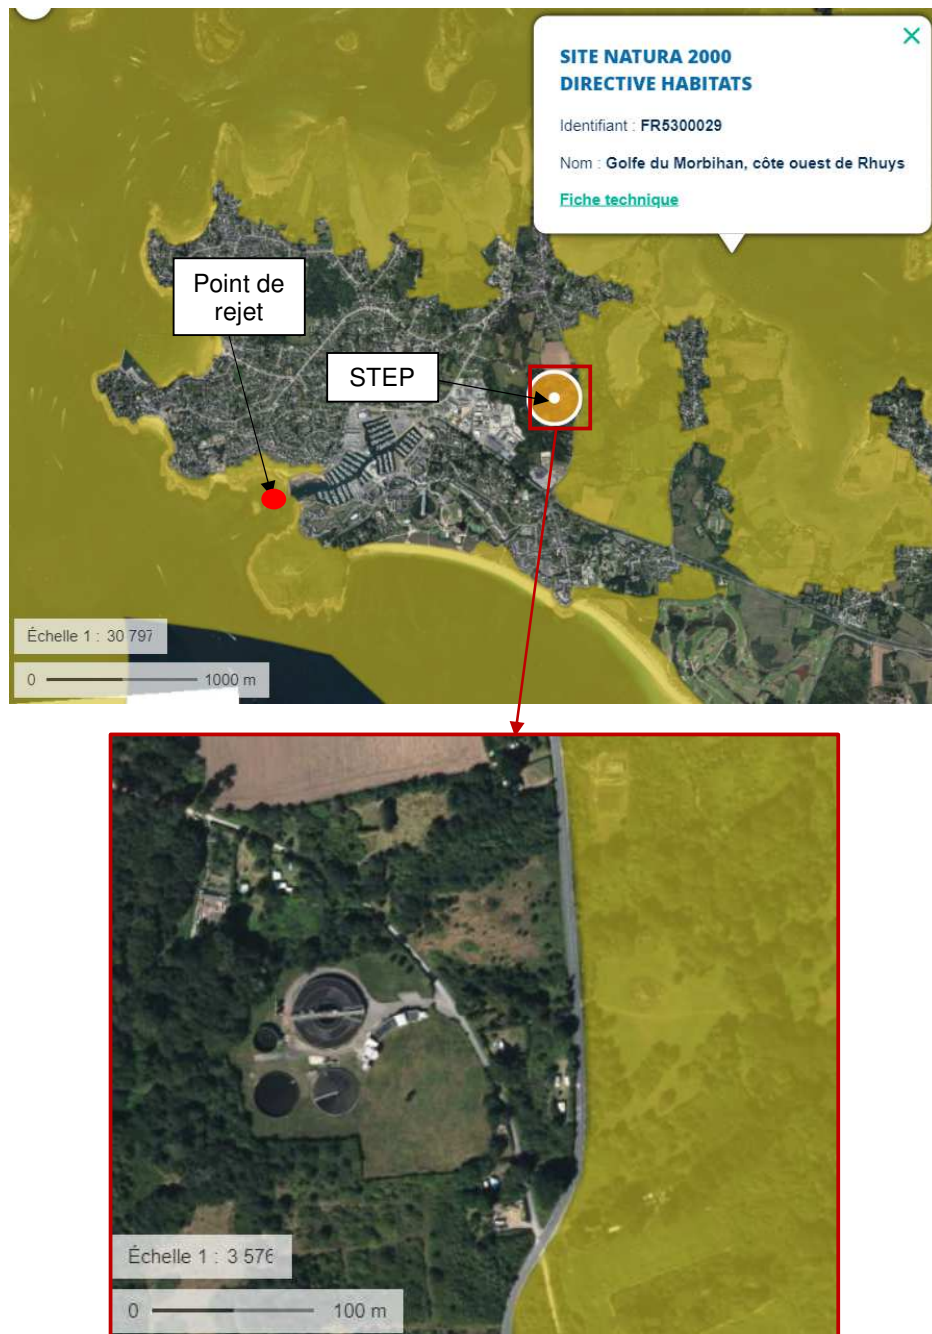 SITE NATURA 2000
DIRECTIVE HABITATS
Identifiant : FR5300029
Nom : Golfe du Morbihan, côte ouest de Rhuys
Fiche technique
Point de
rejet
STEP
Échelle 1 : 30 797
0 1000 m
Échelle 1 : 3 576
0 100 m